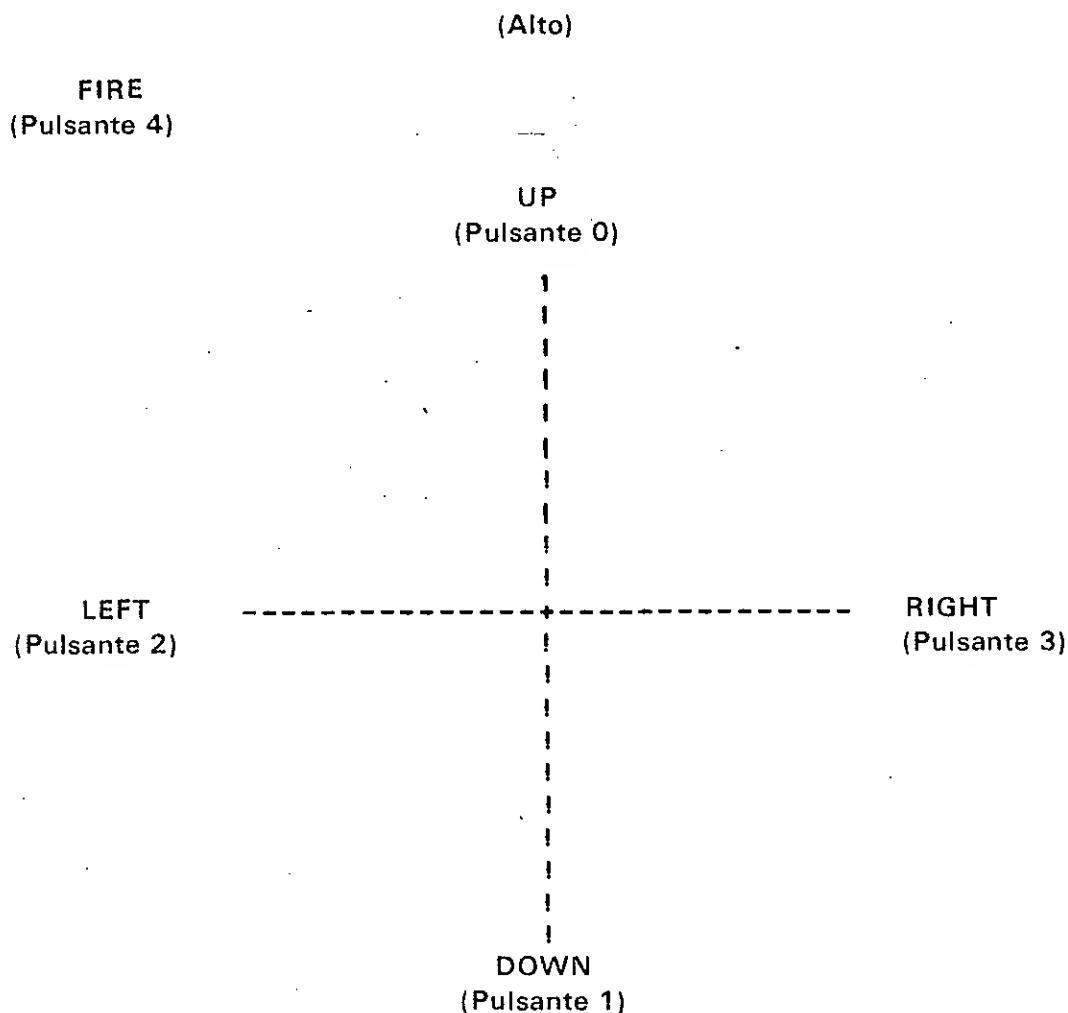 (Alto)
FIRE
(Pulsante 4)
UP
(Pulsante 0)
LEFT
(Pulsante 2)
RIGHT
(Pulsante 3)
DOWN
(Pulsante 1)